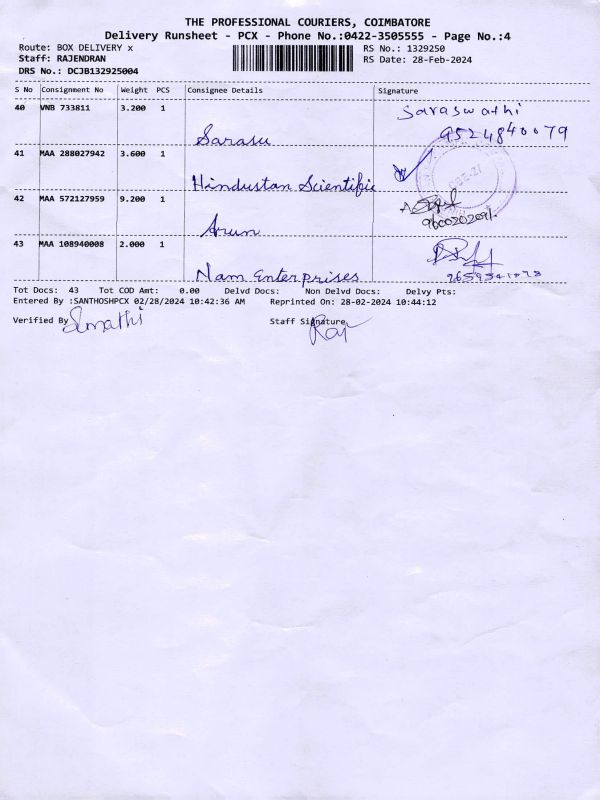 THE PROFESSIONAL COURIERS, COIMBATORE
Delivery Runsheet - PCX - Phone No.:0422-3505555 - Page No.:4
Route: BOX DELIVERY x RS No.: 1329250
Staff: RAJENDRAN RS Date: 28-Feb-2024
DRS No.: DCJB132925004
S No Consignment No Weight PCS Consignee Details Signature
40 VNB 733811 3.200 1 Saraswathi
Sarasu 9524840079
41 MAA 288027942 3.600 1
Hindustan Scientific
42 MAA 572127959 9.200 1
Arun
43 MAA 108940008 2.000 1
Nam Enterprises
Tot Docs: 43 Tot COD Amt: 0.00 Delvd Docs: Non Delvd Docs: Delvy Pts:
Entered By :SANTHOSHPCX 02/28/2024 10:42:36 AM Reprinted On: 28-02-2024 10:44:12
Verified By Staff Signature
Raj